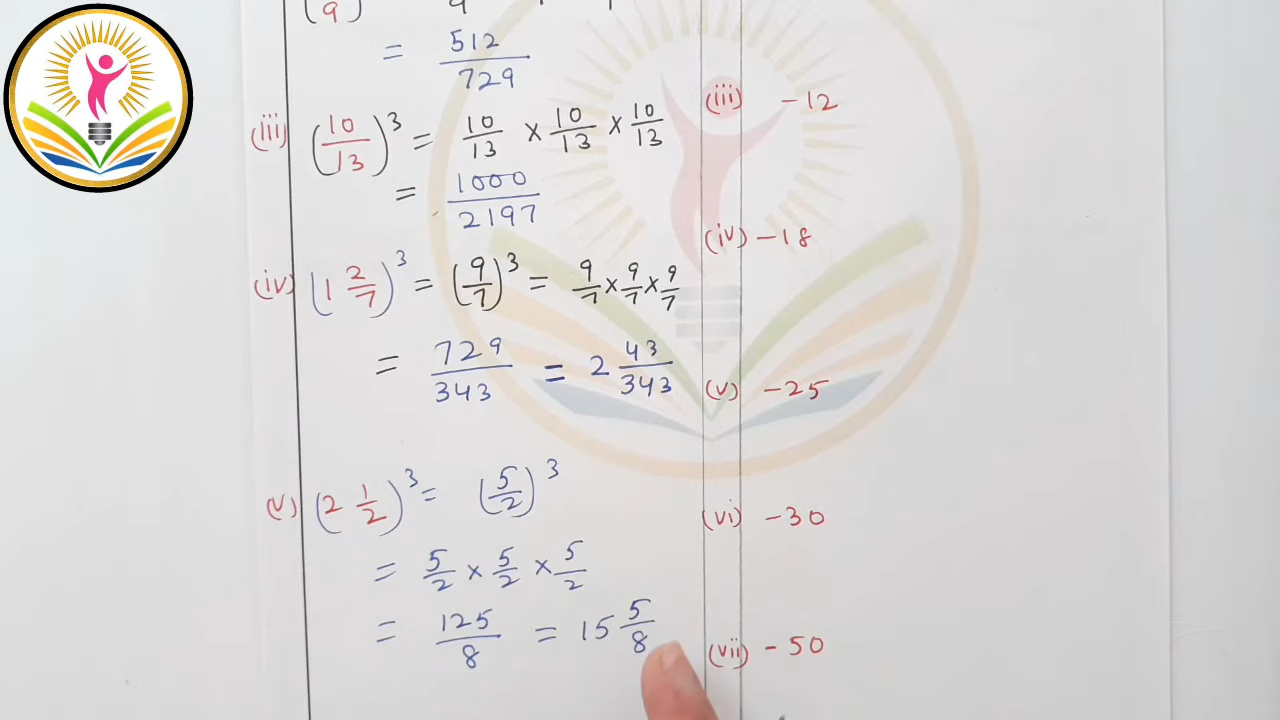 (9) 9
= 512/729
(iii) (10/13)³ = 10/13 × 10/13 × 10/13
= 1000/2197
(iv) (1 2/7)³ = (9/7)³ = 9/7 × 9/7 × 9/7
= 729/343 = 2 43/343
(v) (2 1/2)³ = (5/2)³
= 5/2 × 5/2 × 5/2
= 125/8 = 15 5/8
(iii) -12
(iv) -18
(v) -25
(vi) -30
(vii) -50